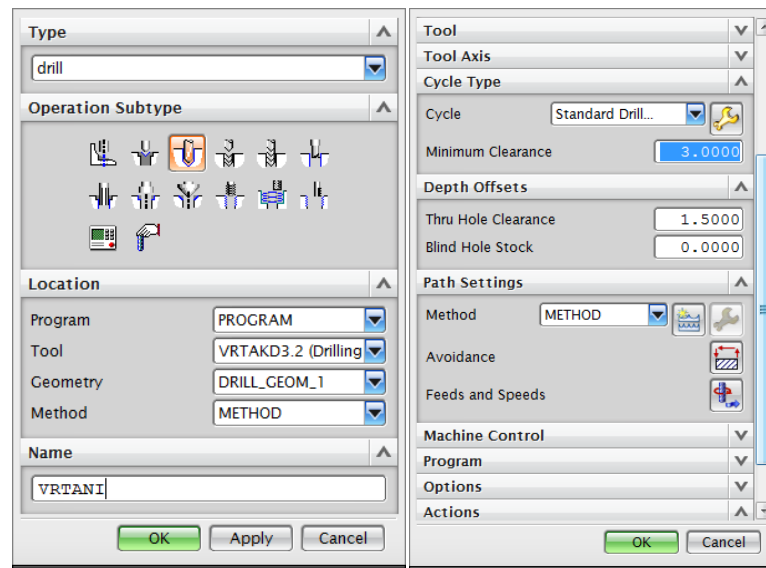 Type
drill
Operation Subtype
Location
Program PROGRAM
Tool VRTAKD3.2 (Drilling
Geometry DRILL_GEOM_1
Method METHOD
Name
VRTANI
OK Apply Cancel
Tool
Tool Axis
Cycle Type
Cycle Standard Drill...
Minimum Clearance 3.0000
Depth Offsets
Thru Hole Clearance 1.5000
Blind Hole Stock 0.0000
Path Settings
Method METHOD
Avoidance
Feeds and Speeds
Machine Control
Program
Options
Actions
OK Cancel